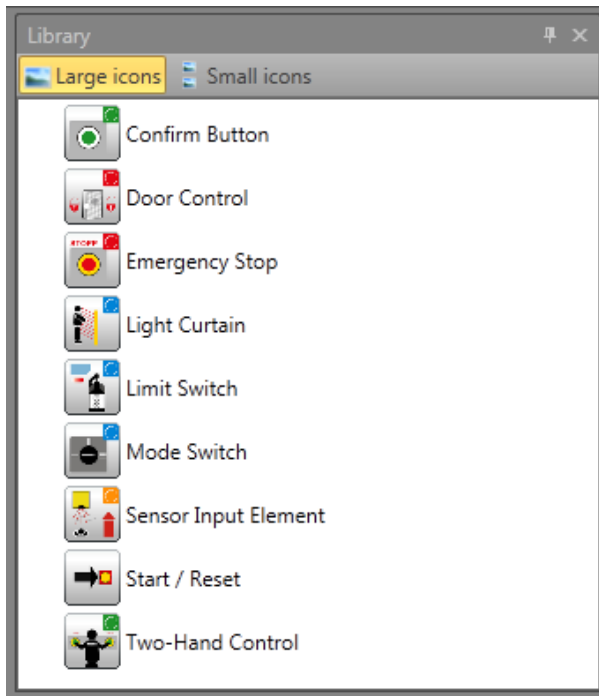 Library
Large icons Small icons
Confirm Button
Door Control
STOPP
Emergency Stop
Light Curtain
Limit Switch
Mode Switch
Sensor Input Element
Start / Reset
Two-Hand Control